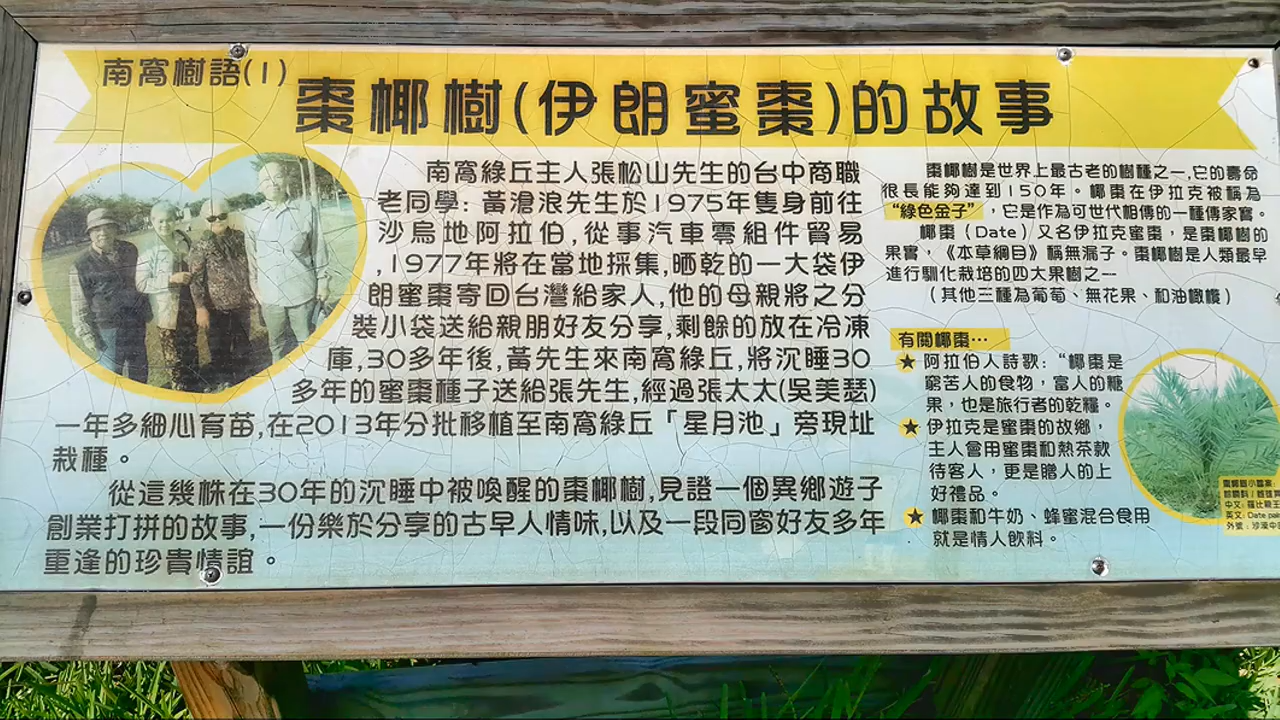 南窩樹語(1)
棗椰樹(伊朗蜜棗)的故事
南窩綠丘主人張松山先生的台中商職
老同學：黃滄浪先生於1975年隻身前往
沙烏地阿拉伯,從事汽車零組件貿易
,1977年將在當地採集,晒乾的一大袋伊
朗蜜棗寄回台灣給家人,他的母親將之分
裝小袋送給親朋好友分享,剩餘的放在冷凍
庫,30多年後,黃先生來南窩綠丘,將沉睡30
多年的蜜棗種子送給張先生,經過張太太(吳美瑟)
一年多細心育苗,在2013年分批移植至南窩綠丘「星月池」旁現址
栽種。
從這幾株在30年的沉睡中被喚醒的棗椰樹,見證一個異鄉遊子
創業打拼的故事,一份樂於分享的古早人情味,以及一段同窗好友多年
重逢的珍貴情誼。
棗椰樹是世界上最古老的樹種之一,它的壽命
很長能夠達到150年。椰棗在伊拉克被稱為
“綠色金子”，它是作為可世代相傳的一種傳家寶。
椰棗（Date）又名伊拉克蜜棗，是棗椰樹的
果實，《本草綱目》稱無漏子。棗椰樹是人類最早
進行馴化栽培的四大果樹之一
（其他三種為葡萄、無花果、和油橄欖）
有關椰棗…
★ 阿拉伯人詩歌：“椰棗是
窮苦人的食物，富人的糖
果，也是旅行者的乾糧。
★ 伊拉克是蜜棗的故鄉，
主人曾用蜜棗和熱茶款
待客人，更是贈人的上
好禮品。
★ 椰棗和牛奶、蜂蜜混合食用
就是情人飲料。
棗椰樹小檔案:
英文: Date pal